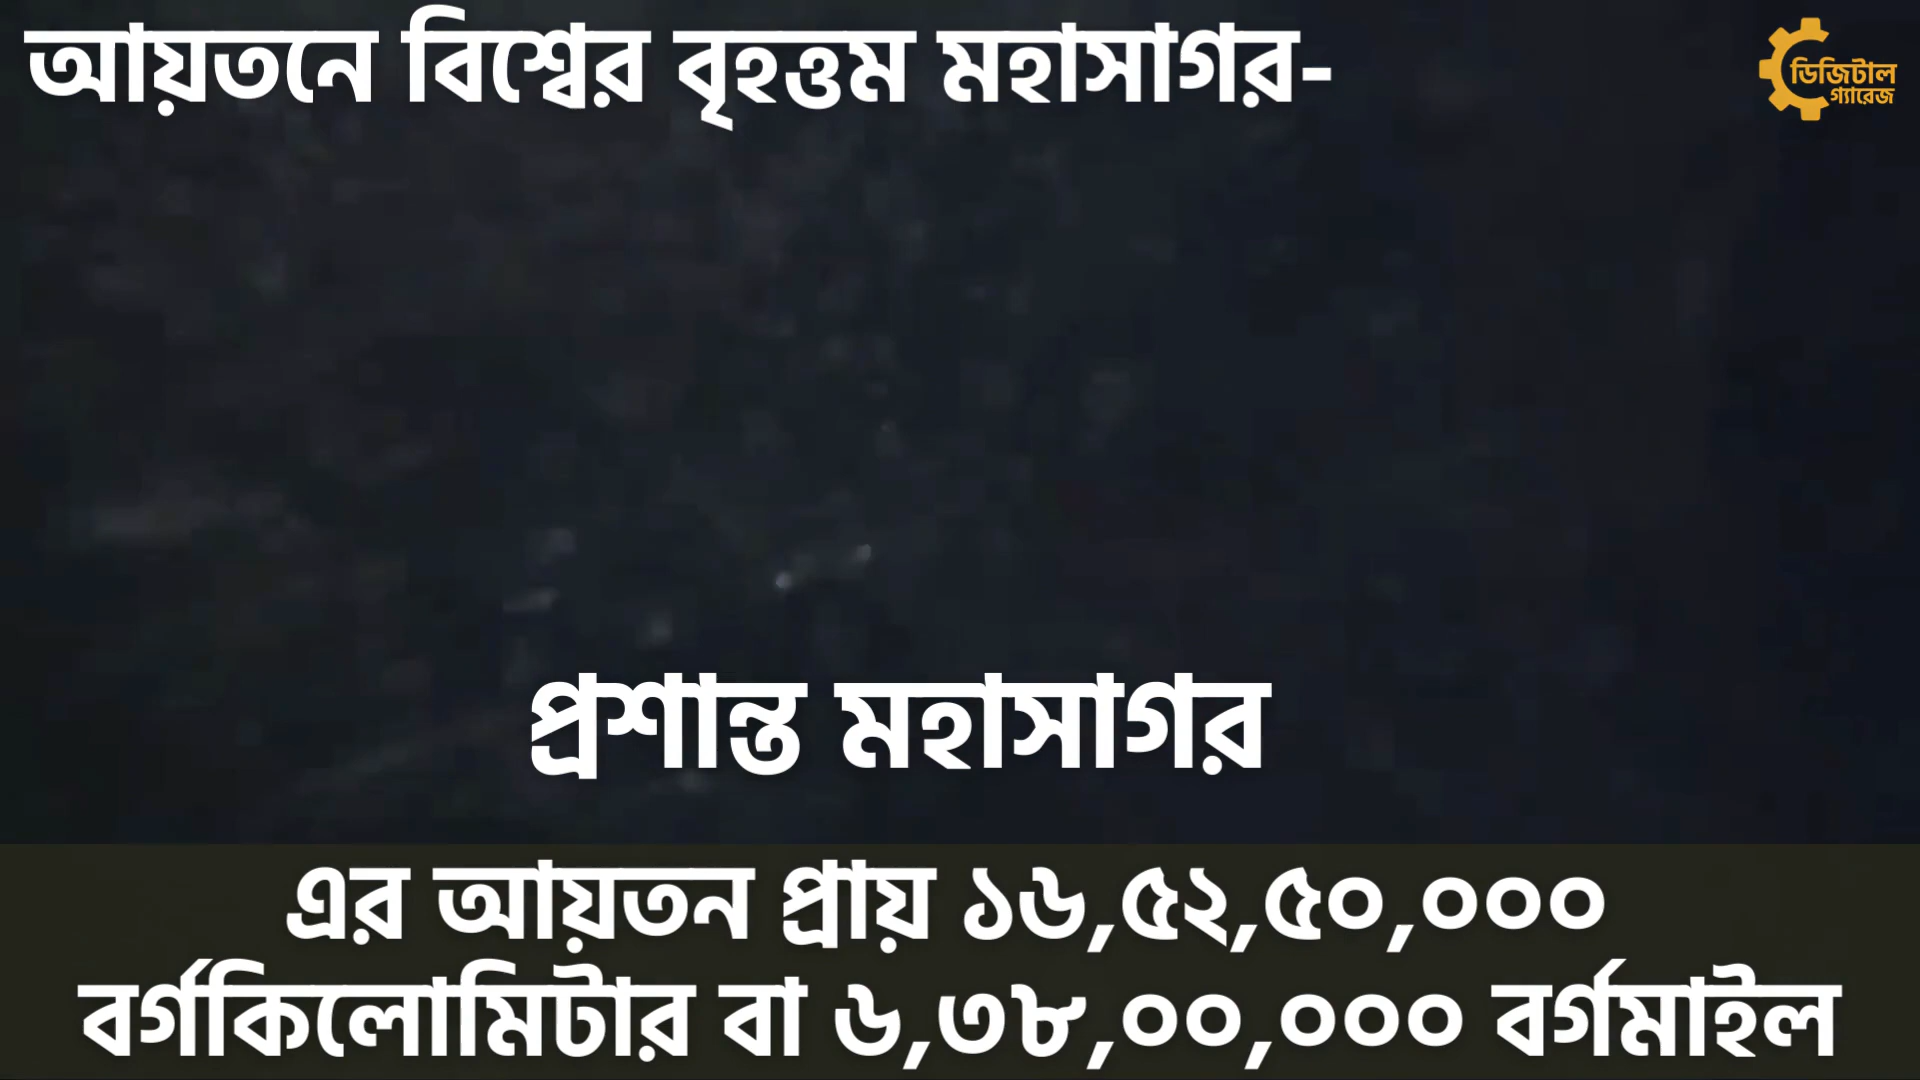 আয়তনে বিশ্বের বৃহত্তম মহাসাগর-
ডিজিটাল
গ্যারেজ
প্রশান্ত মহাসাগর
এর আয়তন প্রায় ১৬,৫২,৫০,০০০
বর্গকিলোমিটার বা ৬,৩৮,০০,০০০ বর্গমাইল